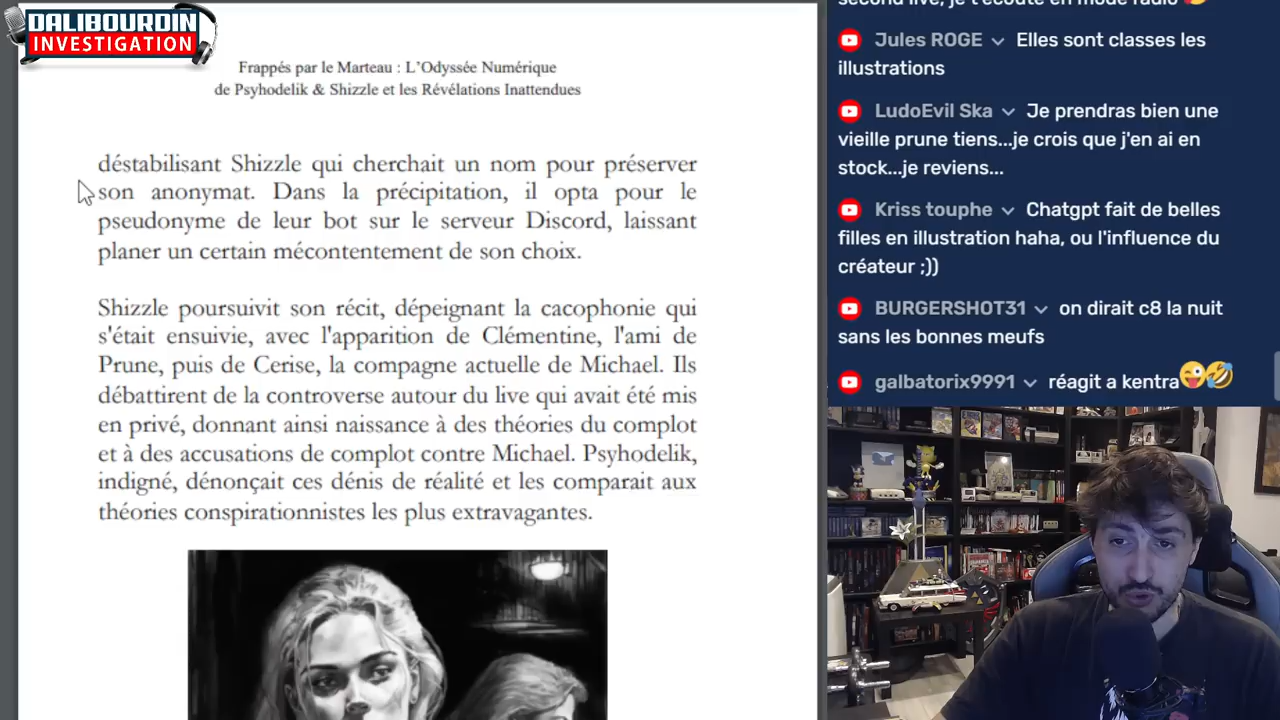 DALIBOURDIN
INVESTIGATION
Frappés par le Marteau : L'Odyssée Numérique
de Psyhodelik & Shizzle et les Révélations Inattendues
déstabilisant Shizzle qui cherchait un nom pour préserver
son anonymat. Dans la précipitation, il opta pour le
pseudonyme de leur bot sur le serveur Discord, laissant
planer un certain mécontentement de son choix.
Shizzle poursuivit son récit, dépeignant la cacophonie qui
s'était ensuivie, avec l'apparition de Clémentine, l'ami de
Prune, puis de Cerise, la compagne actuelle de Michael. Ils
débattirent de la controverse autour du live qui avait été mis
en privé, donnant ainsi naissance à des théories du complot
et à des accusations de complot contre Michael. Psyhodelik,
indigné, dénonçait ces dénis de réalité et les comparait aux
théories conspirationnistes les plus extravagantes.
second live, je t'écoute en mode radio
Jules ROGE Elles sont classes les
illustrations
LudoEvil Ska Je prendras bien une
vieille prune tiens...je crois que j'en ai en
stock...je reviens...
Kriss touphe Chatgpt fait de belles
filles en illustration haha, ou l'influence du
créateur ;))
BURGERSHOT31 on dirait c8 la nuit
sans les bonnes meufs
galbatorix9991 réagit a kentra